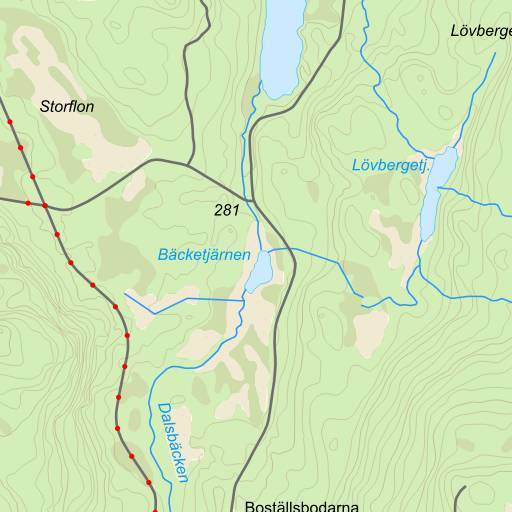 Lövberge
Storflon
Lövbergetj.
281
Bäcketjärnen
Dalsbäcken
Boställsbodarna